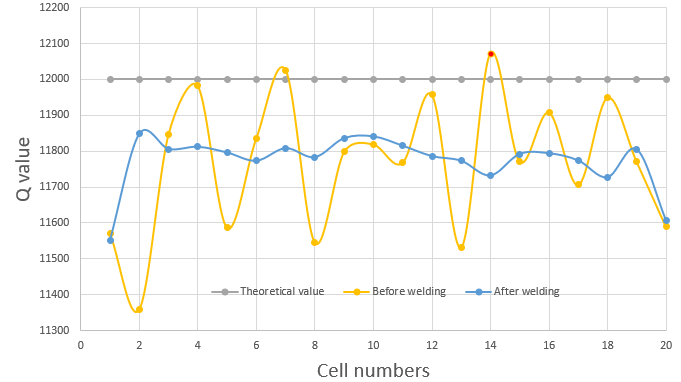 12200
12100
12000
11900
11800
11700
11600
11500
11400
11300
Q value
Theoretical value Before welding After welding
0 2 4 6 8 10 12 14 16 18 20
Cell numbers